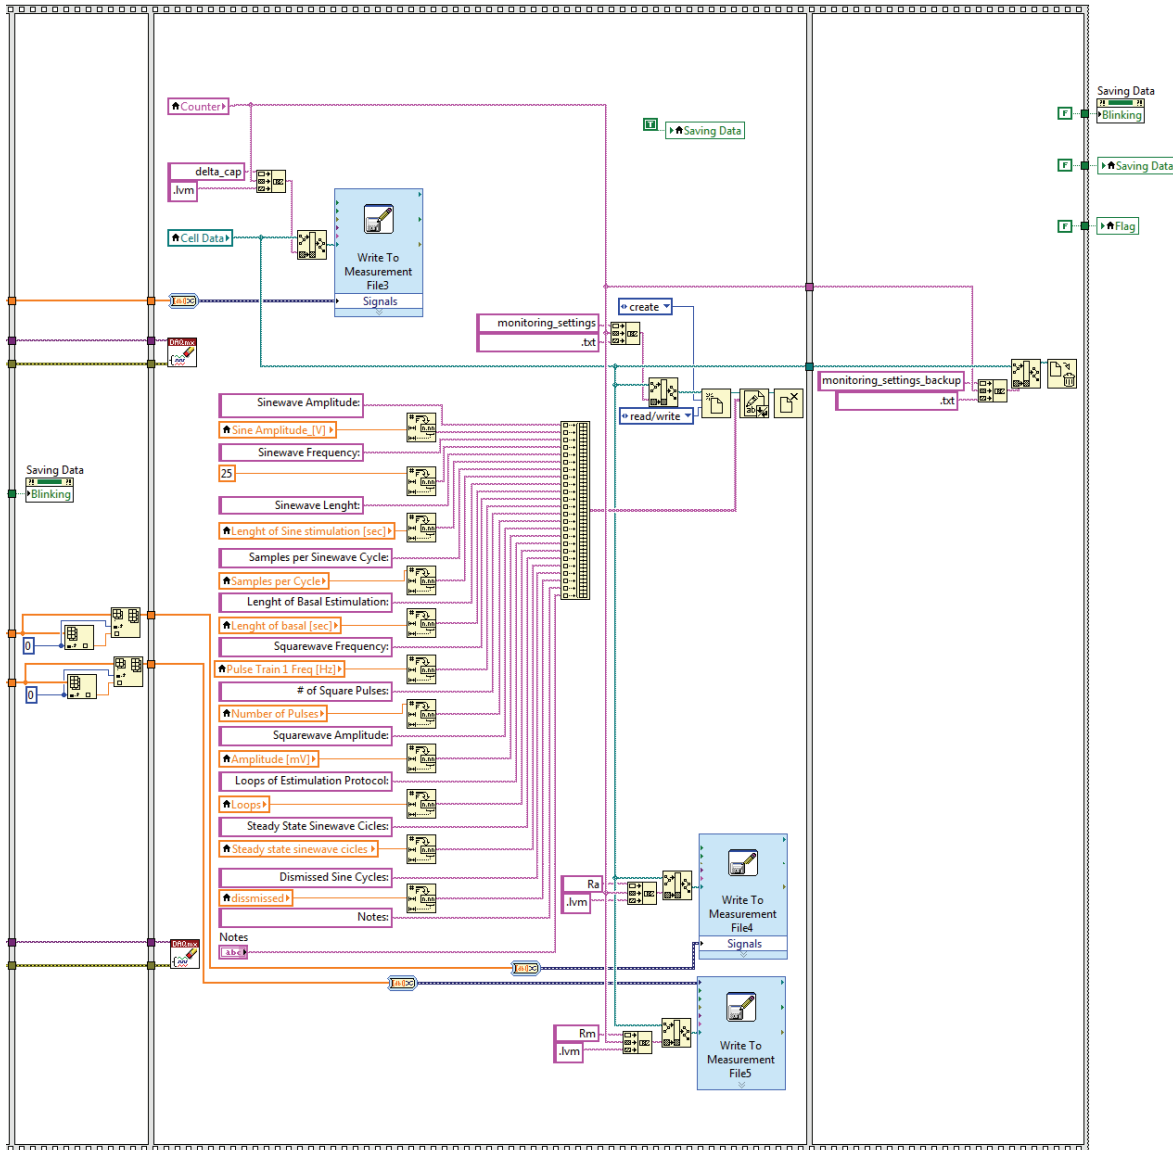 Saving Data
Blinking
0
0
Counter
delta_cap
.lvm
Cell Data
Write To
Measurement
File3
Signals
DAQmx
T
Saving Data
monitoring_settings
.txt
create
read/write
Sinewave Amplitude:
Sine Amplitude_[V]
Sinewave Frequency:
25
Sinewave Lenght:
Lenght of Sine stimulation [sec]
Samples per Sinewave Cycle:
Samples per Cycle
Lenght of Basal Estimulation:
Lenght of basal [sec]
Squarewave Frequency:
Pulse Train 1 Freq [Hz]
# of Square Pulses:
Number of Pulses
Squarewave Amplitude:
Amplitude [mV]
Loops of Estimulation Protocol:
Loops
Steady State Sinewave Cicles:
Steady state sinewave cicles
Dismissed Sine Cycles:
dissmissed
Notes:
Notes
abc
DAQmx
Ra
.lvm
Write To
Measurement
File4
Signals
Rm
.lvm
Write To
Measurement
File5
monitoring_settings_backup
.txt
Saving Data
F
Blinking
F
Saving Data
F
Flag